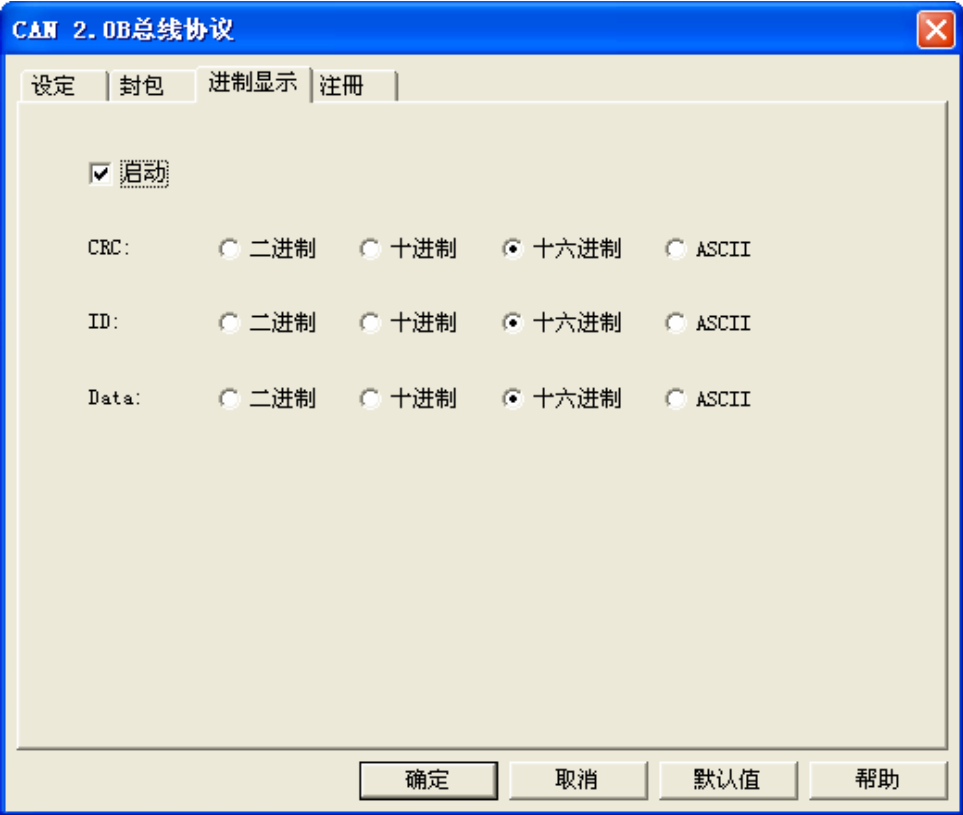 CAN 2.0B总线协议
设定 封包 进制显示 注冊
启动
CRC: 二进制 十进制 十六进制 ASCII
ID: 二进制 十进制 十六进制 ASCII
Data: 二进制 十进制 十六进制 ASCII
确定 取消 默认值 帮助